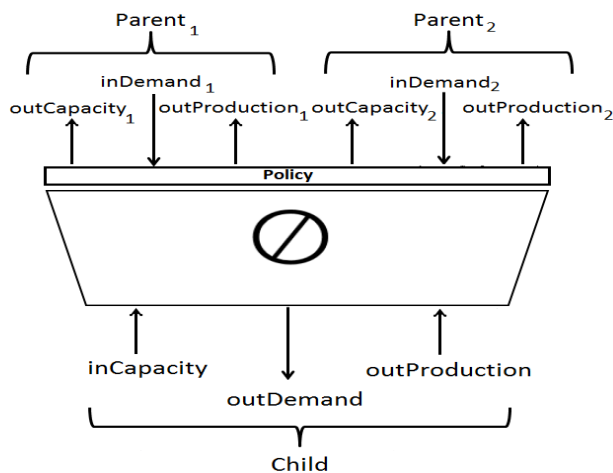 Parent1 Parent2
inDemand1 inDemand2
outCapacity1 outProduction1 outCapacity2 outProduction2
Policy
inCapacity outProduction
outDemand
Child